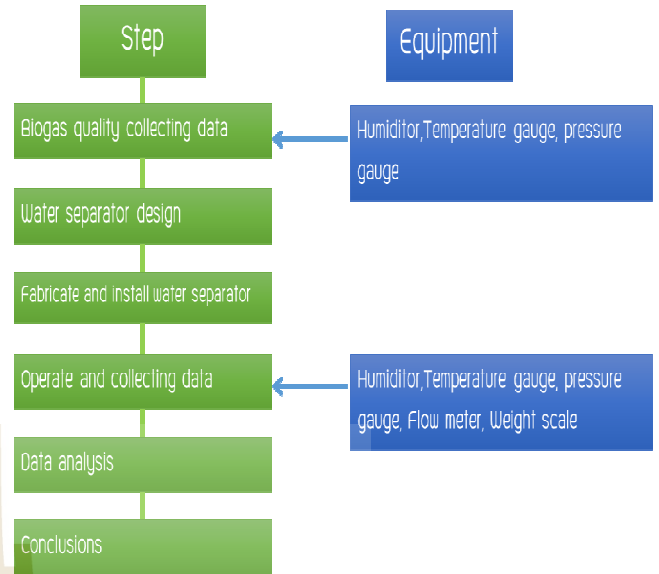 Step
Equipment
Biogas quality collecting data
Humiditor,Temperature gauge, pressure
gauge
Water separator design
Fabricate and install water separator
Operate and collecting data
Humiditor,Temperature gauge, pressure
gauge, Flow meter, Weight scale
Data analysis
Conclusions